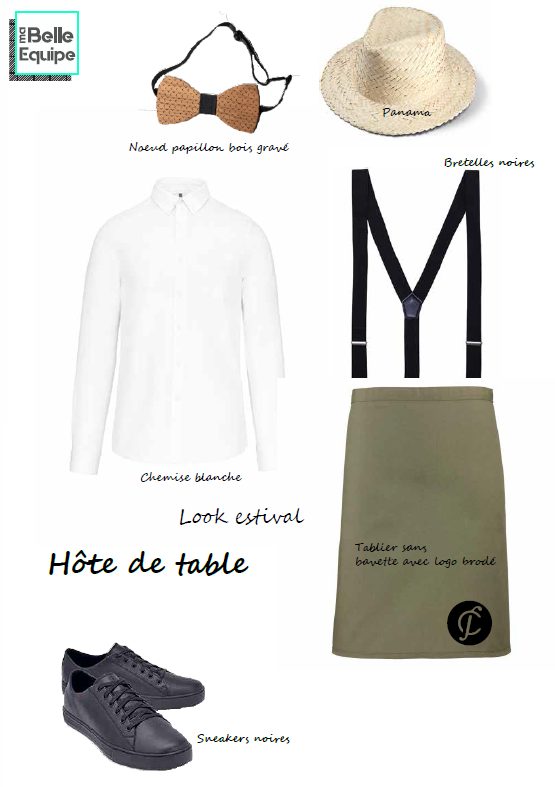 ma
Belle
Equipe
Panama
Nœud papillon bois gravé
Bretelles noires
Chemise blanche
Look estival
Tablier sans
bavette avec logo brodé
Hôte de table
Sneakers noires